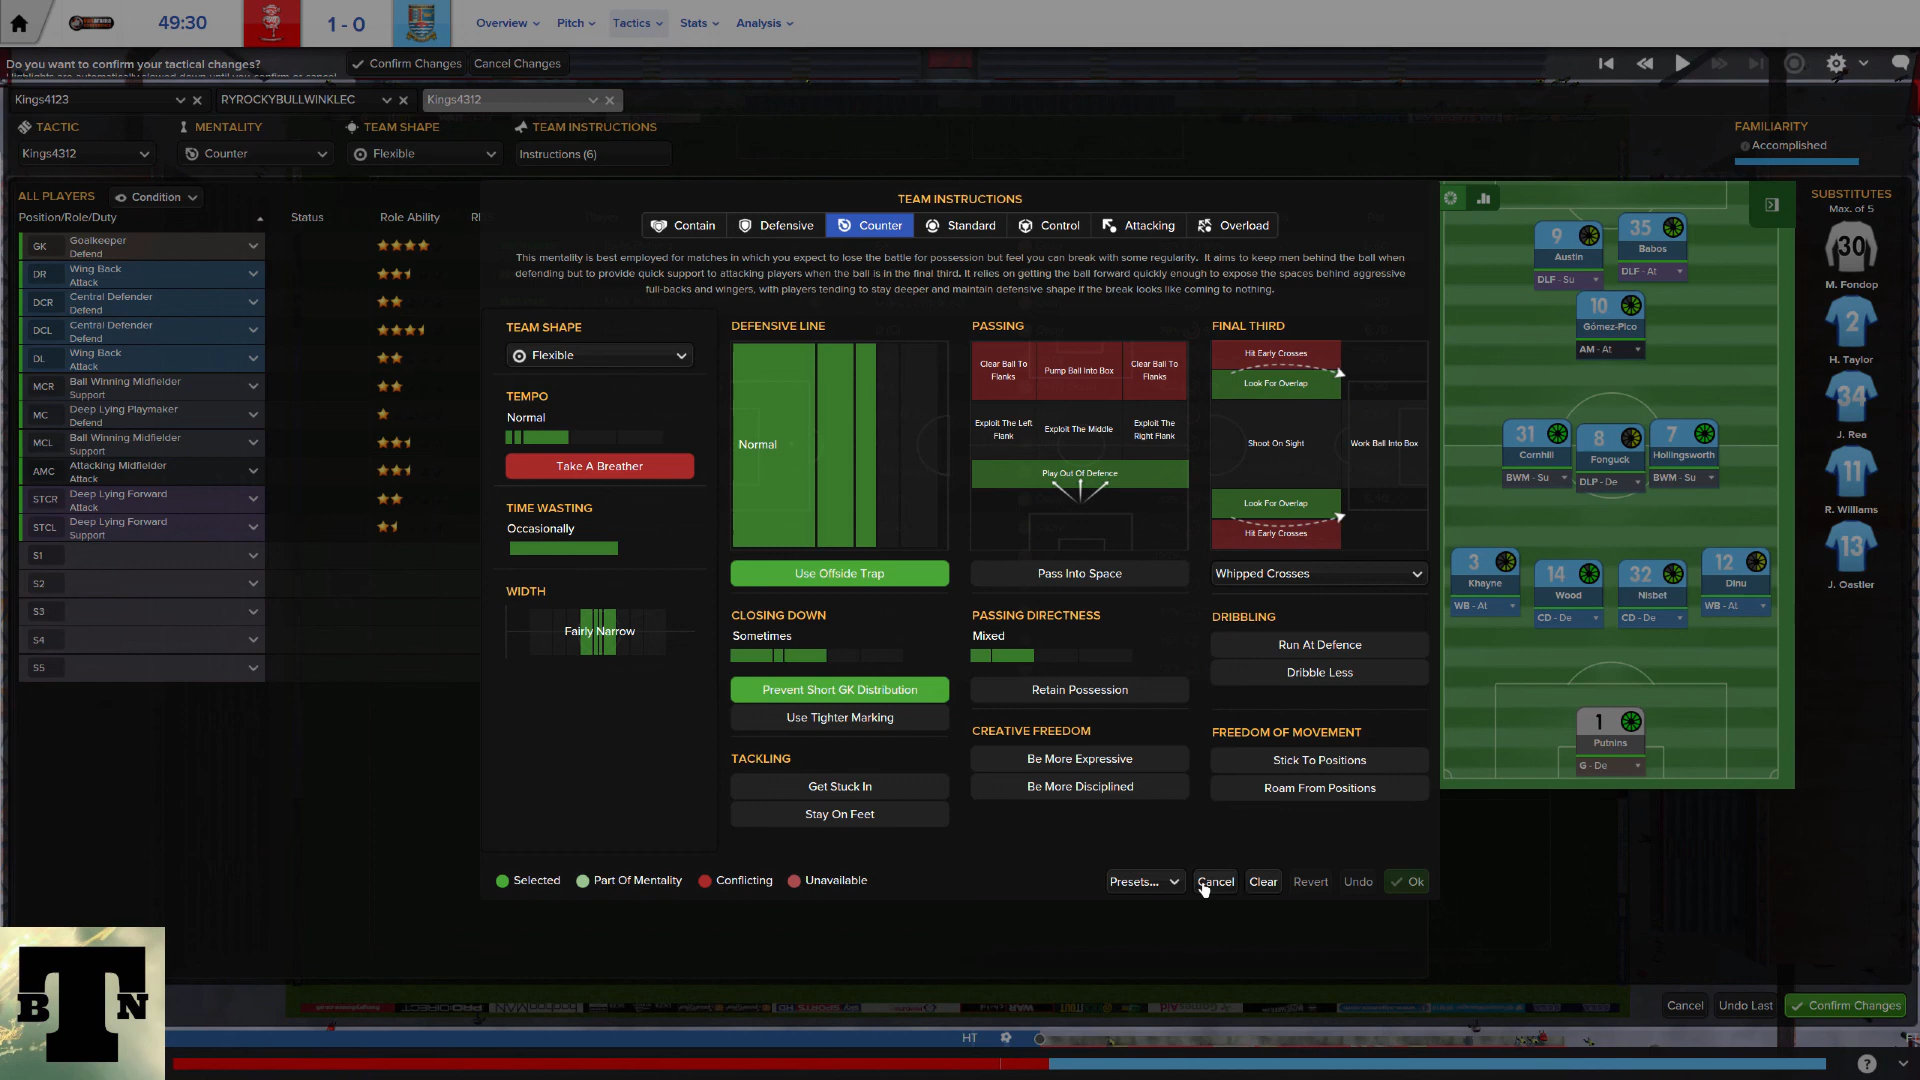 49:30
1 - 0
Overview
Pitch
Tactics
Stats
Analysis
Do you want to confirm your tactical changes?
Confirm Changes
Cancel Changes
Kings4123
RYROCKYBULLWINKLEC
Kings4312
TACTIC
MENTALITY
TEAM SHAPE
TEAM INSTRUCTIONS
FAMILIARITY
Kings4312
Counter
Flexible
Instructions (6)
Accomplished
ALL PLAYERS
Condition
Position/Role/Duty
Status
Role Ability
GK
Goalkeeper
Defend
DR
Wing Back
Attack
DCR
Central Defender
Defend
DCL
Central Defender
Defend
DL
Wing Back
Attack
MCR
Ball Winning Midfielder
Support
MC
Deep Lying Playmaker
Defend
MCL
Ball Winning Midfielder
Support
AMC
Attacking Midfielder
Attack
STCR
Deep Lying Forward
Attack
STCL
Deep Lying Forward
Support
S1
S2
S3
S4
S5
TEAM INSTRUCTIONS
Contain
Defensive
Counter
Standard
Control
Attacking
Overload
This mentality is best employed for matches in which you expect to lose the battle for possession but feel you can break with some regularity. It aims to keep men behind the ball when
defending but to provide quick support to attacking players when the ball is in the final third. It relies on getting the ball forward quickly enough to expose the spaces behind aggressive
full-backs and wingers, with players tending to stay deeper and maintain defensive shape if the break looks like coming to nothing.
TEAM SHAPE
Flexible
TEMPO
Normal
Take A Breather
TIME WASTING
Occasionally
WIDTH
Fairly Narrow
DEFENSIVE LINE
Normal
Use Offside Trap
CLOSING DOWN
Sometimes
Prevent Short GK Distribution
Use Tighter Marking
TACKLING
Get Stuck In
Stay On Feet
PASSING
Clear Ball To
Flanks
Pump Ball Into Box
Clear Ball To
Flanks
Exploit The Left
Flank
Exploit The Middle
Exploit The
Right Flank
Play Out Of Defence
Pass Into Space
PASSING DIRECTNESS
Mixed
Retain Possession
CREATIVE FREEDOM
Be More Expressive
Be More Disciplined
FINAL THIRD
Hit Early Crosses
Look For Overlap
Shoot On Sight
Work Ball Into Box
Look For Overlap
Hit Early Crosses
Whipped Crosses
DRIBBLING
Run At Defence
Dribble Less
FREEDOM OF MOVEMENT
Stick To Positions
Roam From Positions
Selected
Part Of Mentality
Conflicting
Unavailable
Presets...
Cancel
Clear
Revert
Undo
Ok
9
Austin
DLF - Su
35
Babos
DLF - At
10
Gómez-Pico
AM - At
31
Cornhill
BWM - Su
8
Fonguck
DLP - De
7
Hollingsworth
BWM - Su
3
Khayne
WB - At
14
Wood
CD - De
32
Nisbet
CD - De
12
Dinu
WB - At
1
Putnins
G - De
SUBSTITUTES
Max. of 5
30
M. Fondop
2
H. Taylor
34
J. Rea
11
R. Williams
13
J. Oastler
Cancel
Undo Last
Confirm Changes
HT
B T N
?